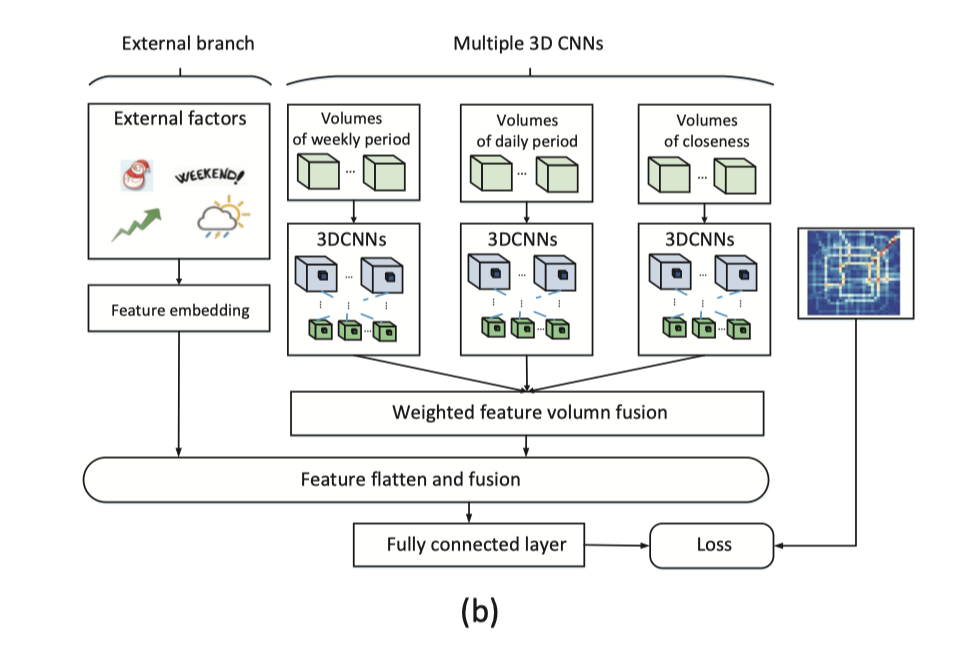 External branch
Multiple 3D CNNs
External factors
WEEKEND!
Feature embedding
Volumes
of weekly period
...
Volumes
of daily period
...
Volumes
of closeness
...
3DCNNs
...
3DCNNs
...
3DCNNs
...
Weighted feature volumn fusion
Feature flatten and fusion
Fully connected layer
Loss
(b)